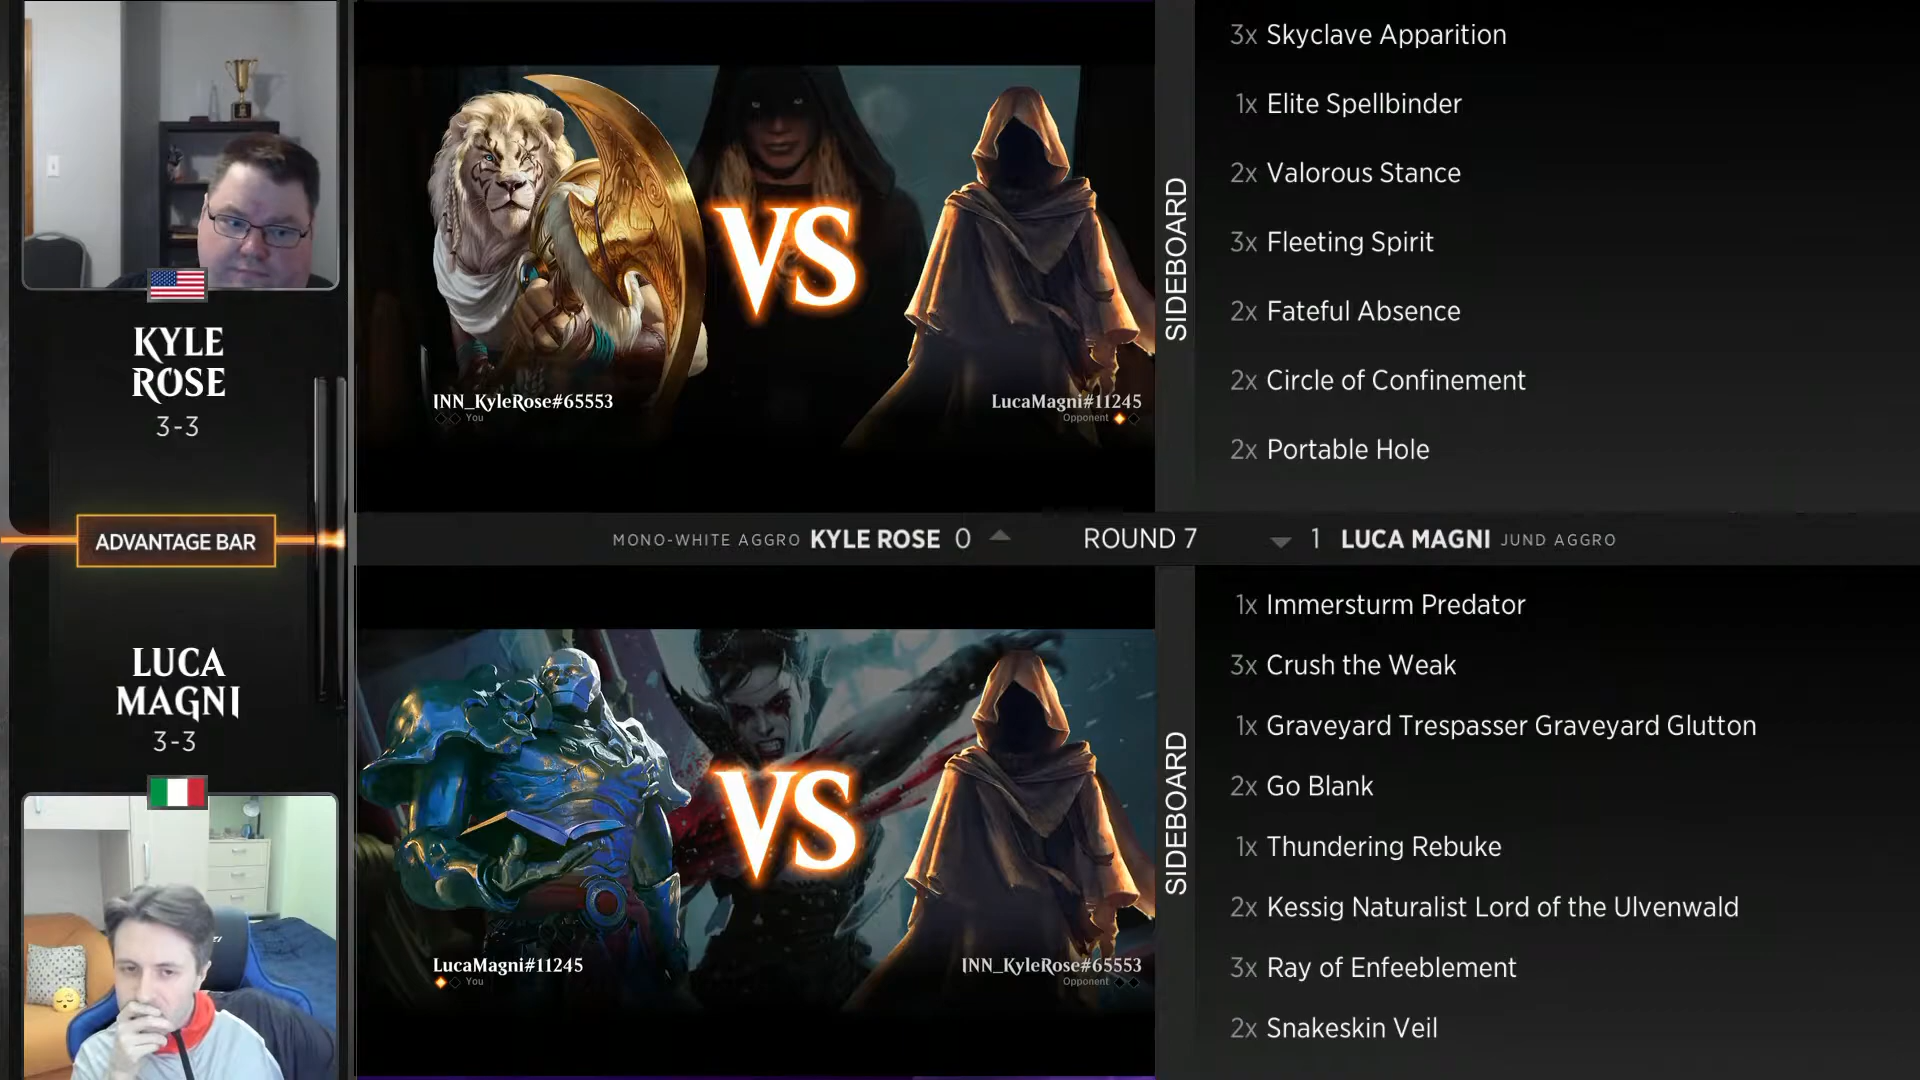 KYLE
ROSE
3-3
ADVANTAGE BAR
LUCA
MAGNI
3-3
VS
INN_KyleRose#65553
You
LucaMagni#11245
Opponent
SIDEBOARD
3x Skyclave Apparition
1x Elite Spellbinder
2x Valorous Stance
3x Fleeting Spirit
2x Fateful Absence
2x Circle of Confinement
2x Portable Hole
MONO-WHITE AGGRO KYLE ROSE 0 ROUND 7 1 LUCA MAGNI JUND AGGRO
VS
LucaMagni#11245
You
INN_KyleRose#65553
Opponent
SIDEBOARD
1x Immersturm Predator
3x Crush the Weak
1x Graveyard Trespasser Graveyard Glutton
2x Go Blank
1x Thundering Rebuke
2x Kessig Naturalist Lord of the Ulvenwald
3x Ray of Enfeeblement
2x Snakeskin Veil